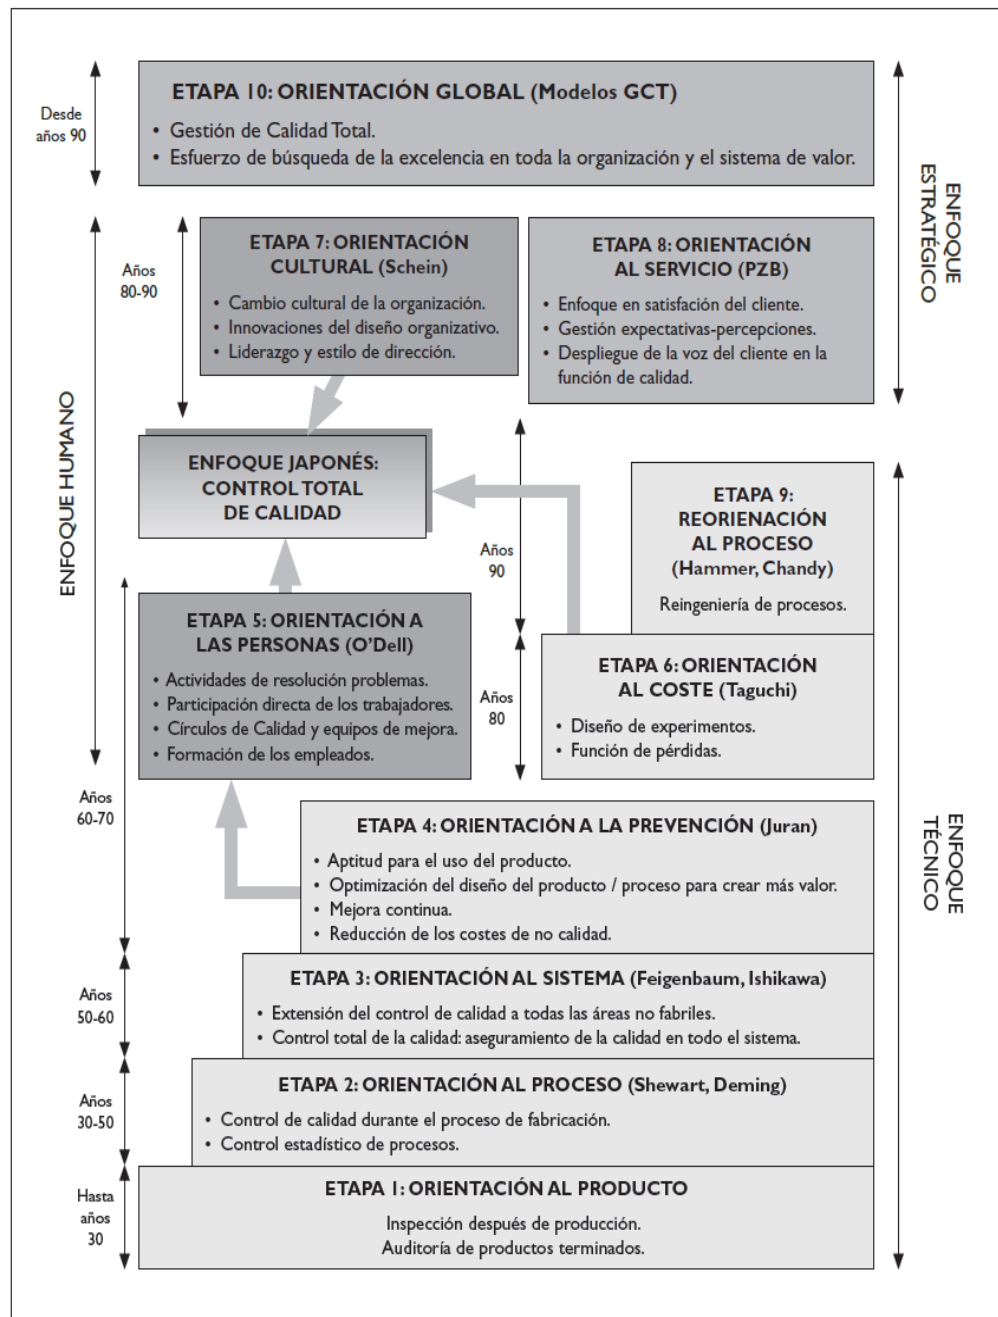 ETAPA 10: ORIENTACIÓN GLOBAL (Modelos GCT)
• Gestión de Calidad Total.
• Esfuerzo de búsqueda de la excelencia en toda la organización y el sistema de valor.
Desde
años 90
ENFOQUE
ESTRATÉGICO
ETAPA 7: ORIENTACIÓN
CULTURAL (Schein)
• Cambio cultural de la organización.
• Innovaciones del diseño organizativo.
• Liderazgo y estilo de dirección.
ETAPA 8: ORIENTACIÓN
AL SERVICIO (PZB)
• Enfoque en satisfacción del cliente.
• Gestión expectativas-percepciones.
• Despliegue de la voz del cliente en la
función de calidad.
Años
80-90
ENFOQUE HUMANO
ENFOQUE JAPONÉS:
CONTROL TOTAL
DE CALIDAD
ETAPA 9:
REORIENACIÓN
AL PROCESO
(Hammer, Chandy)
Reingeniería de procesos.
Años
90
ETAPA 5: ORIENTACIÓN A
LAS PERSONAS (O’Dell)
• Actividades de resolución problemas.
• Participación directa de los trabajadores.
• Círculos de Calidad y equipos de mejora.
• Formación de los empleados.
ETAPA 6: ORIENTACIÓN
AL COSTE (Taguchi)
• Diseño de experimentos.
• Función de pérdidas.
Años
80
Años
60-70
ETAPA 4: ORIENTACIÓN A LA PREVENCIÓN (Juran)
• Aptitud para el uso del producto.
• Optimización del diseño del producto / proceso para crear más valor.
• Mejora continua.
• Reducción de los costes de no calidad.
ENFOQUE
TÉCNICO
ETAPA 3: ORIENTACIÓN AL SISTEMA (Feigenbaum, Ishikawa)
• Extensión del control de calidad a todas las áreas no fabriles.
• Control total de la calidad: aseguramiento de la calidad en todo el sistema.
Años
50-60
ETAPA 2: ORIENTACIÓN AL PROCESO (Shewart, Deming)
• Control de calidad durante el proceso de fabricación.
• Control estadístico de procesos.
Años
30-50
ETAPA 1: ORIENTACIÓN AL PRODUCTO
Inspección después de producción.
Auditoría de productos terminados.
Hasta
años
30